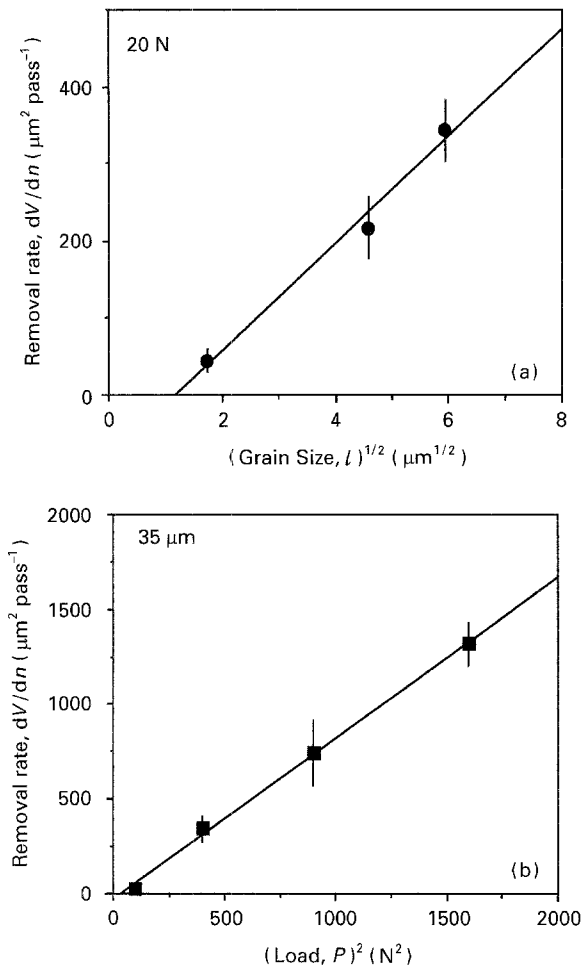 20 N
400
200
0
Removal rate, dV/dn (μm² pass⁻¹)
(a)
0 2 4 6 8
(Grain Size, l)¹/² (μm¹/²)
2000
35 μm
1500
1000
500
0
Removal rate, dV/dn (μm² pass⁻¹)
(b)
0 500 1000 1500 2000
(Load, P)² (N²)